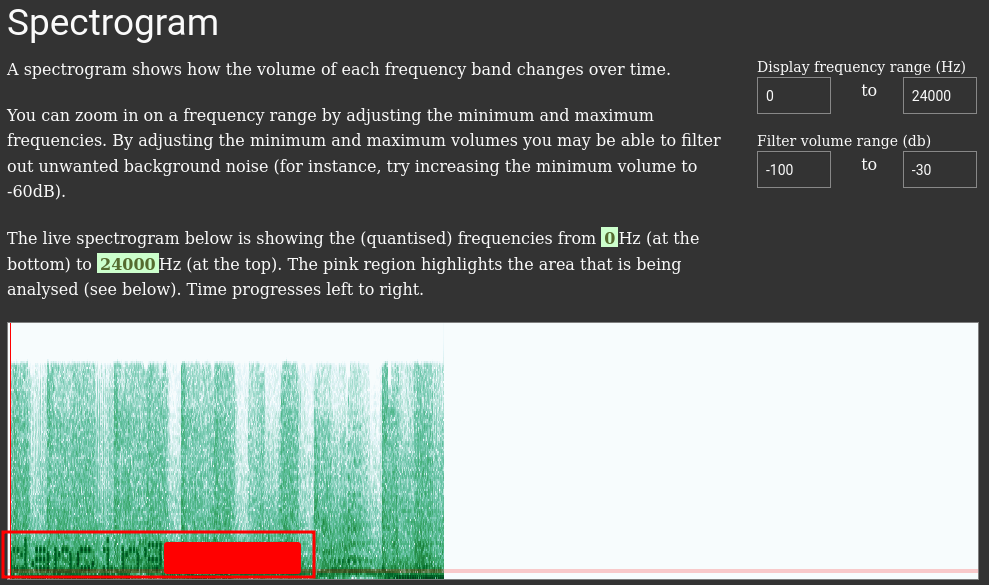 Spectrogram
A spectrogram shows how the volume of each frequency band changes over time.
You can zoom in on a frequency range by adjusting the minimum and maximum
frequencies. By adjusting the minimum and maximum volumes you may be able to filter
out unwanted background noise (for instance, try increasing the minimum volume to
-60dB).
The live spectrogram below is showing the (quantised) frequencies from 0Hz (at the
bottom) to 24000Hz (at the top). The pink region highlights the area that is being
analysed (see below). Time progresses left to right.
Display frequency range (Hz)
0 to 24000
Filter volume range (db)
-100 to -30
dancing